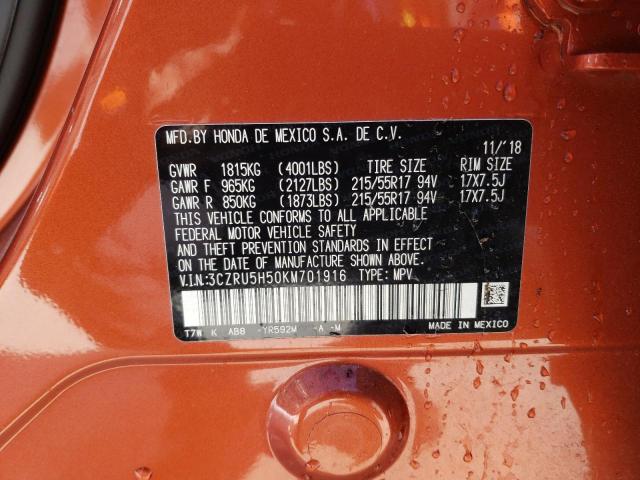 MFD.BY HONDA DE MEXICO S.A. DE C.V.
11/'18
GVWR 1815KG (4001LBS) TIRE SIZE RIM SIZE
GAWR F 965KG (2127LBS) 215/55R17 94V 17X7.5J
GAWR R 850KG (1873LBS) 215/55R17 94V 17X7.5J
THIS VEHICLE CONFORMS TO ALL APPLICABLE
FEDERAL MOTOR VEHICLE SAFETY
AND THEFT PREVENTION STANDARDS IN EFFECT
ON THE DATE OF MANUFACTURE SHOWN ABOVE.
V.I.N:3CZRU5H50KM701916 TYPE: MPV
T7W K AB8 YR592M -A -M
MADE IN MEXICO